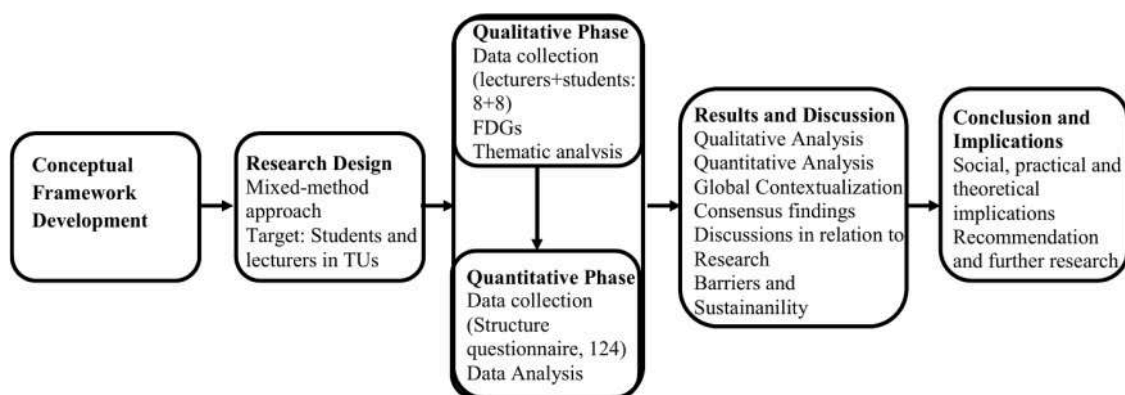 Conceptual
Framework
Development
Research Design
Mixed-method
approach
Target: Students and
lecturers in TUs
Qualitative Phase
Data collection
(lecturers+students:
8+8)
FDGs
Thematic analysis
Quantitative Phase
Data collection
(Structure
questionnaire, 124)
Data Analysis
Results and Discussion
Qualitative Analysis
Quantitative Analysis
Global Contextualization
Consensus findings
Discussions in relation to
Research
Barriers and
Sustainanility
Conclusion and
Implications
Social, practical and
theoretical
implications
Recommendation
and further research